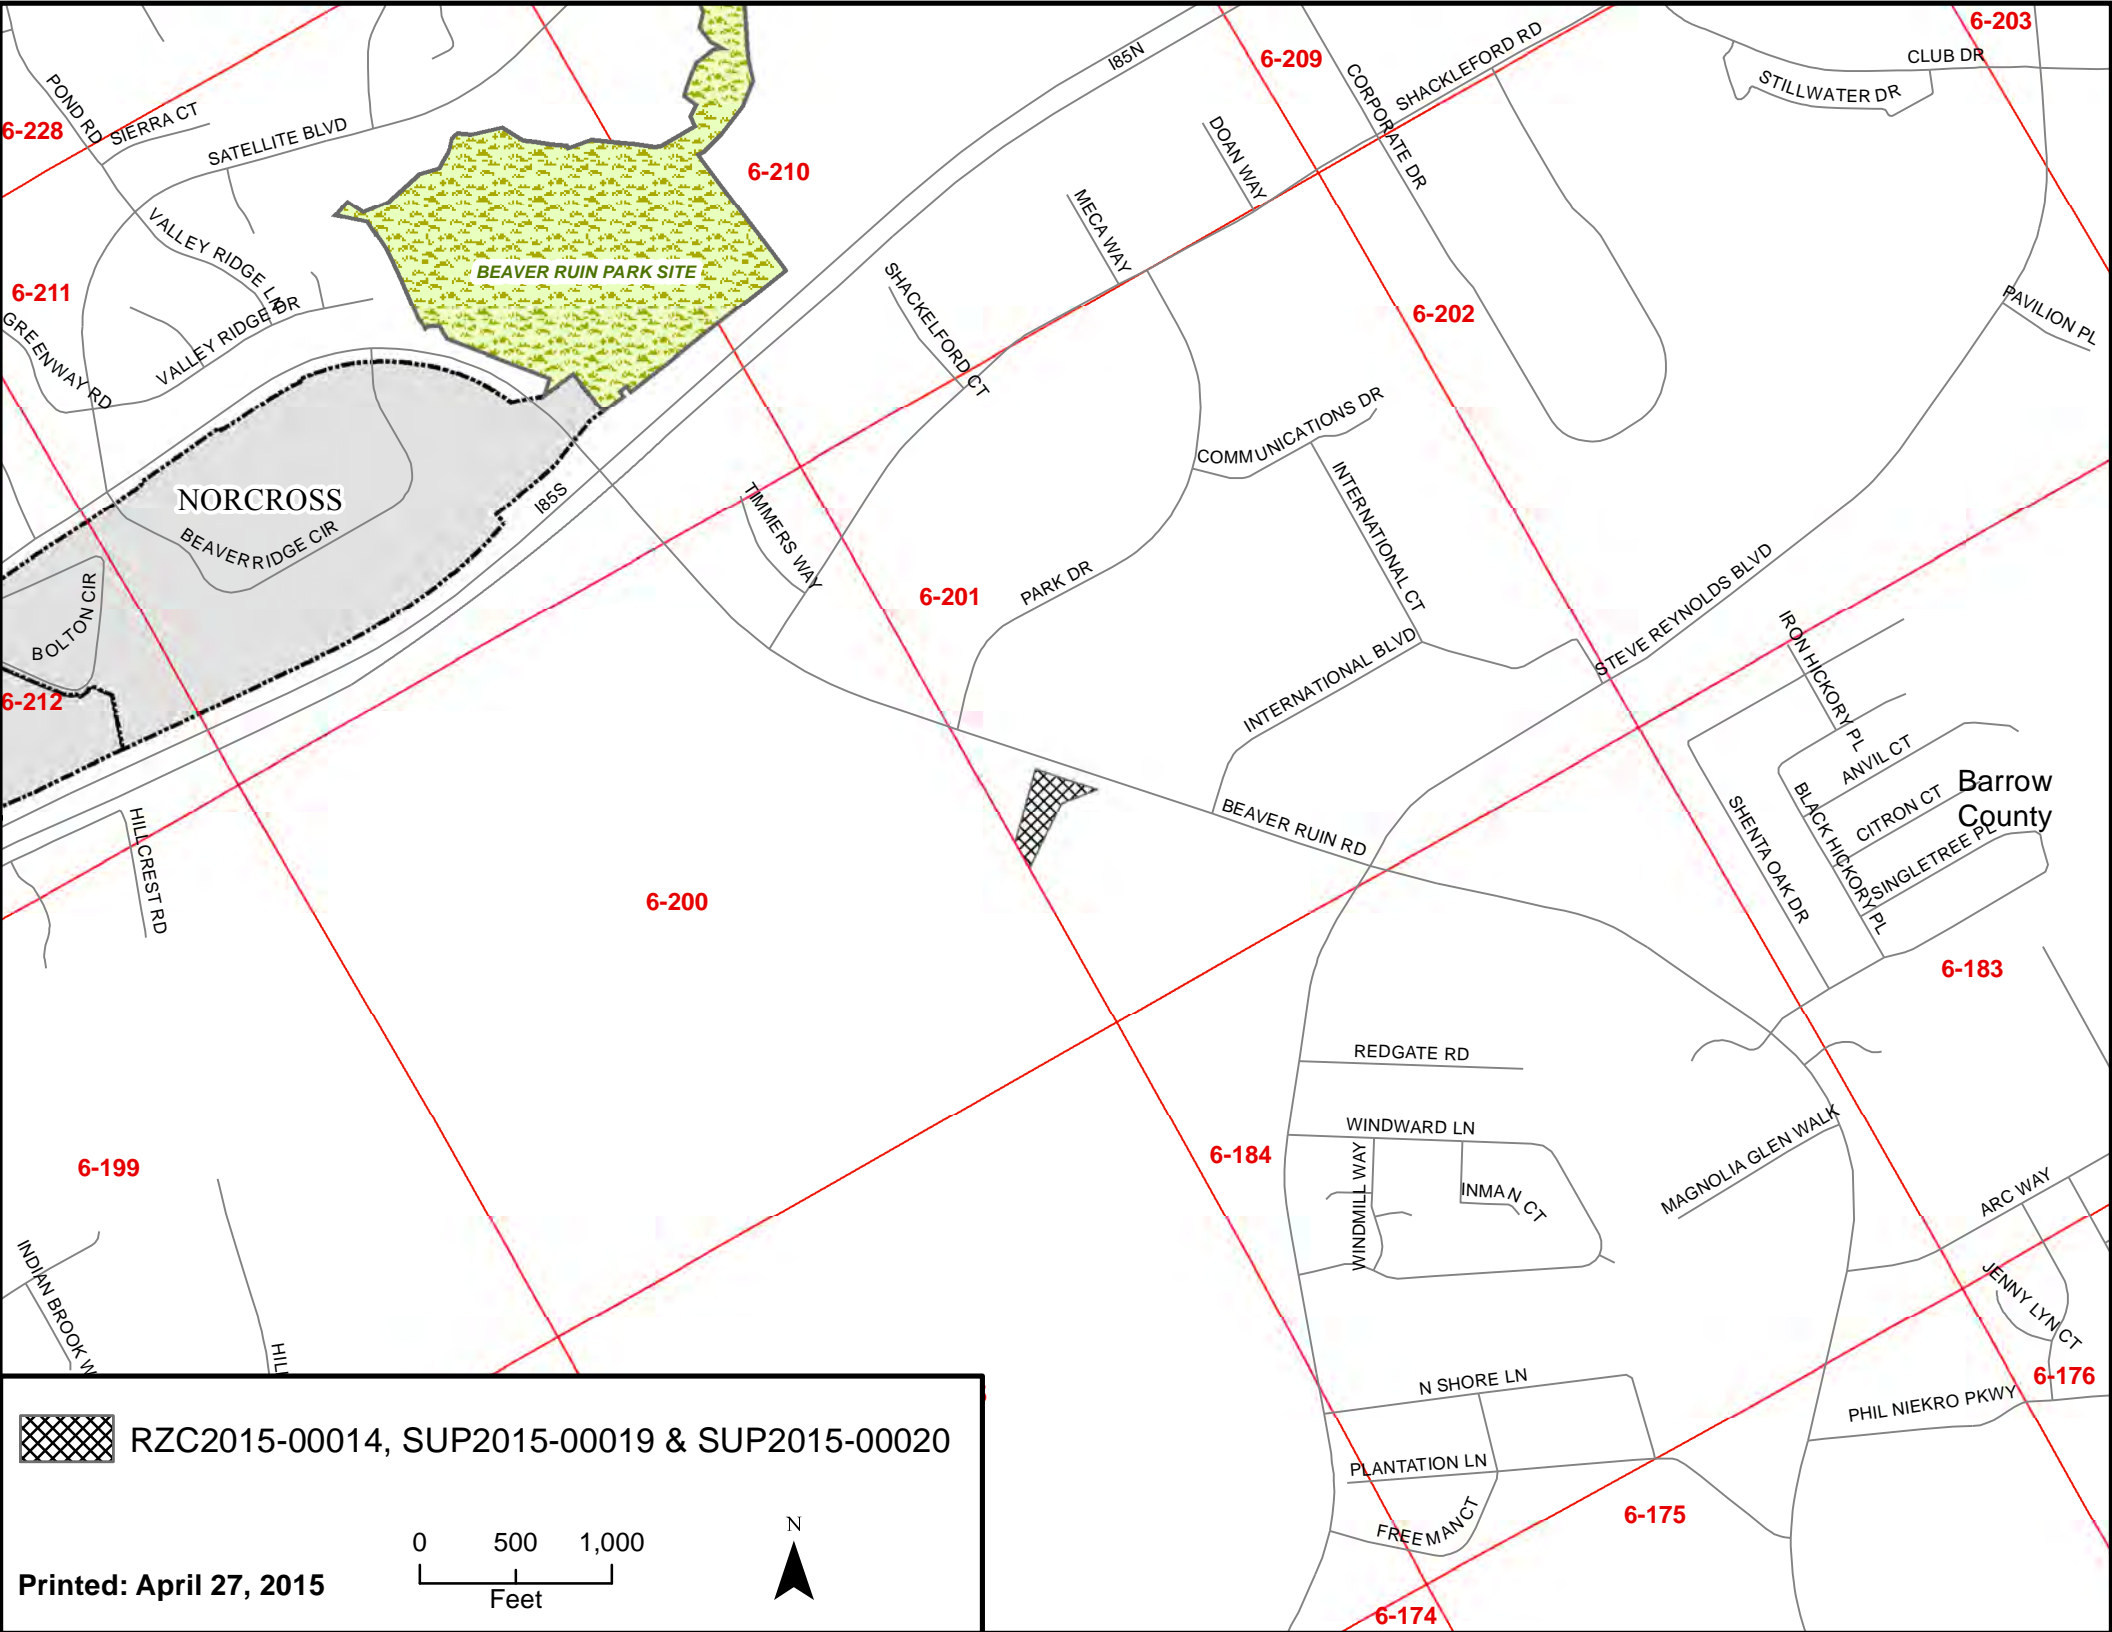 6-203
CLUB DR
STILLWATER DR
6-209
I85N
SHACKLEFORD RD
CORPORATE DR
POND RD
SIERRA CT
6-228
SATELLITE BLVD
DOAN WAY
6-210
MECA WAY
VALLEY RIDGE LN
BEAVER RUIN PARK SITE
SHACKELFORD CT
6-211
VALLEY RIDGE DR
GREENWAY RD
6-202
PAVILION PL
COMMUNICATIONS DR
NORCROSS
I85S
BEAVERRIDGE CIR
TIMMERS WAY
INTERNATIONAL CT
BOLTON CIR
6-201
PARK DR
STEVE REYNOLDS BLVD
INTERNATIONAL BLVD
IRON HICKORY PL
6-212
ANVIL CT
Barrow
County
BLACK HICKORY PL
CITRON CT
SINGLETREE PL
SHENTA OAK DR
HILLCREST RD
BEAVER RUIN RD
6-200
6-183
REDGATE RD
WINDWARD LN
MAGNOLIA GLEN WALK
6-199
6-184
WINDMILL WAY
INMAN CT
ARC WAY
INDIAN BROOK W
JENNY LYN CT
HILL
6-176
N SHORE LN
PHIL NIEKRO PKWY
PLANTATION LN
FREEMAN CT
6-175
6-174
RZC2015-00014, SUP2015-00019 & SUP2015-00020
0 500 1,000
Feet
N
Printed: April 27, 2015